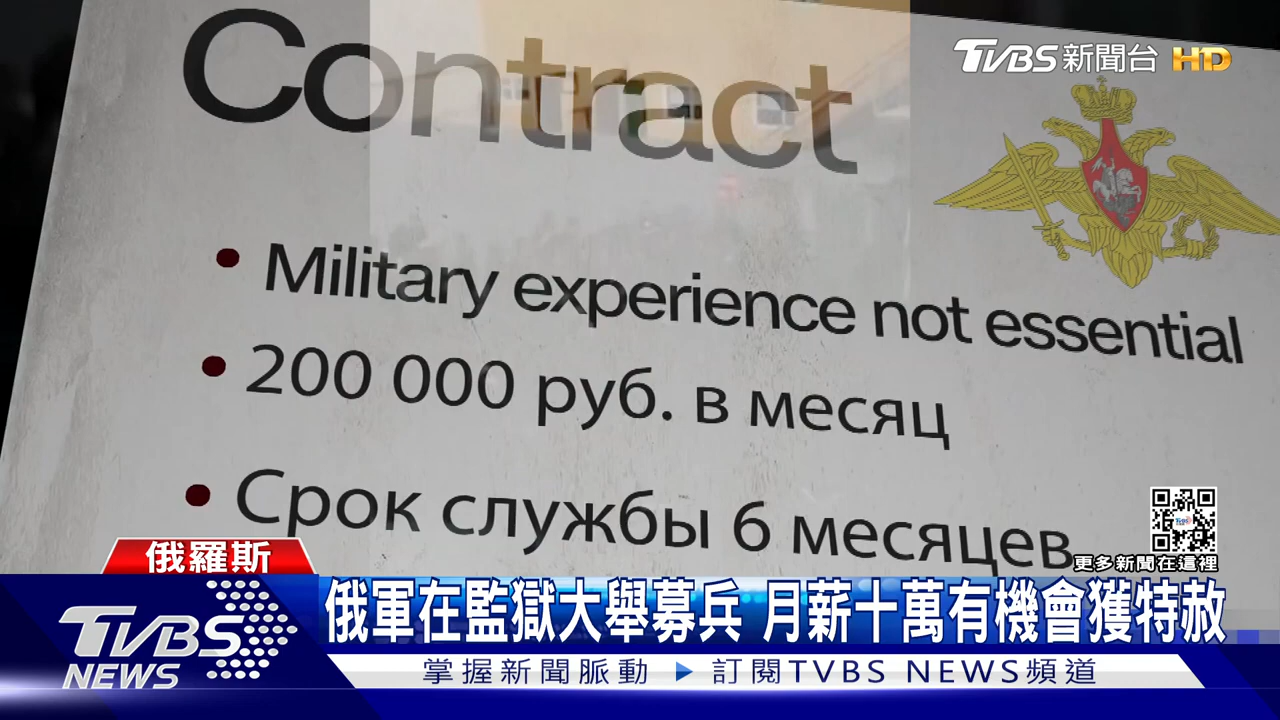 Contract
TVBS新聞台 HD
• Military experience not essential
• 200 000 руб. в месяц
• Срок службы 6 месяцев
TVBS
更多新聞在這裡
俄羅斯
俄軍在監獄大舉募兵 月薪十萬有機會獲特赦
TVBS
NEWS
掌握新聞脈動 ▶ 訂閱TVBS NEWS頻道